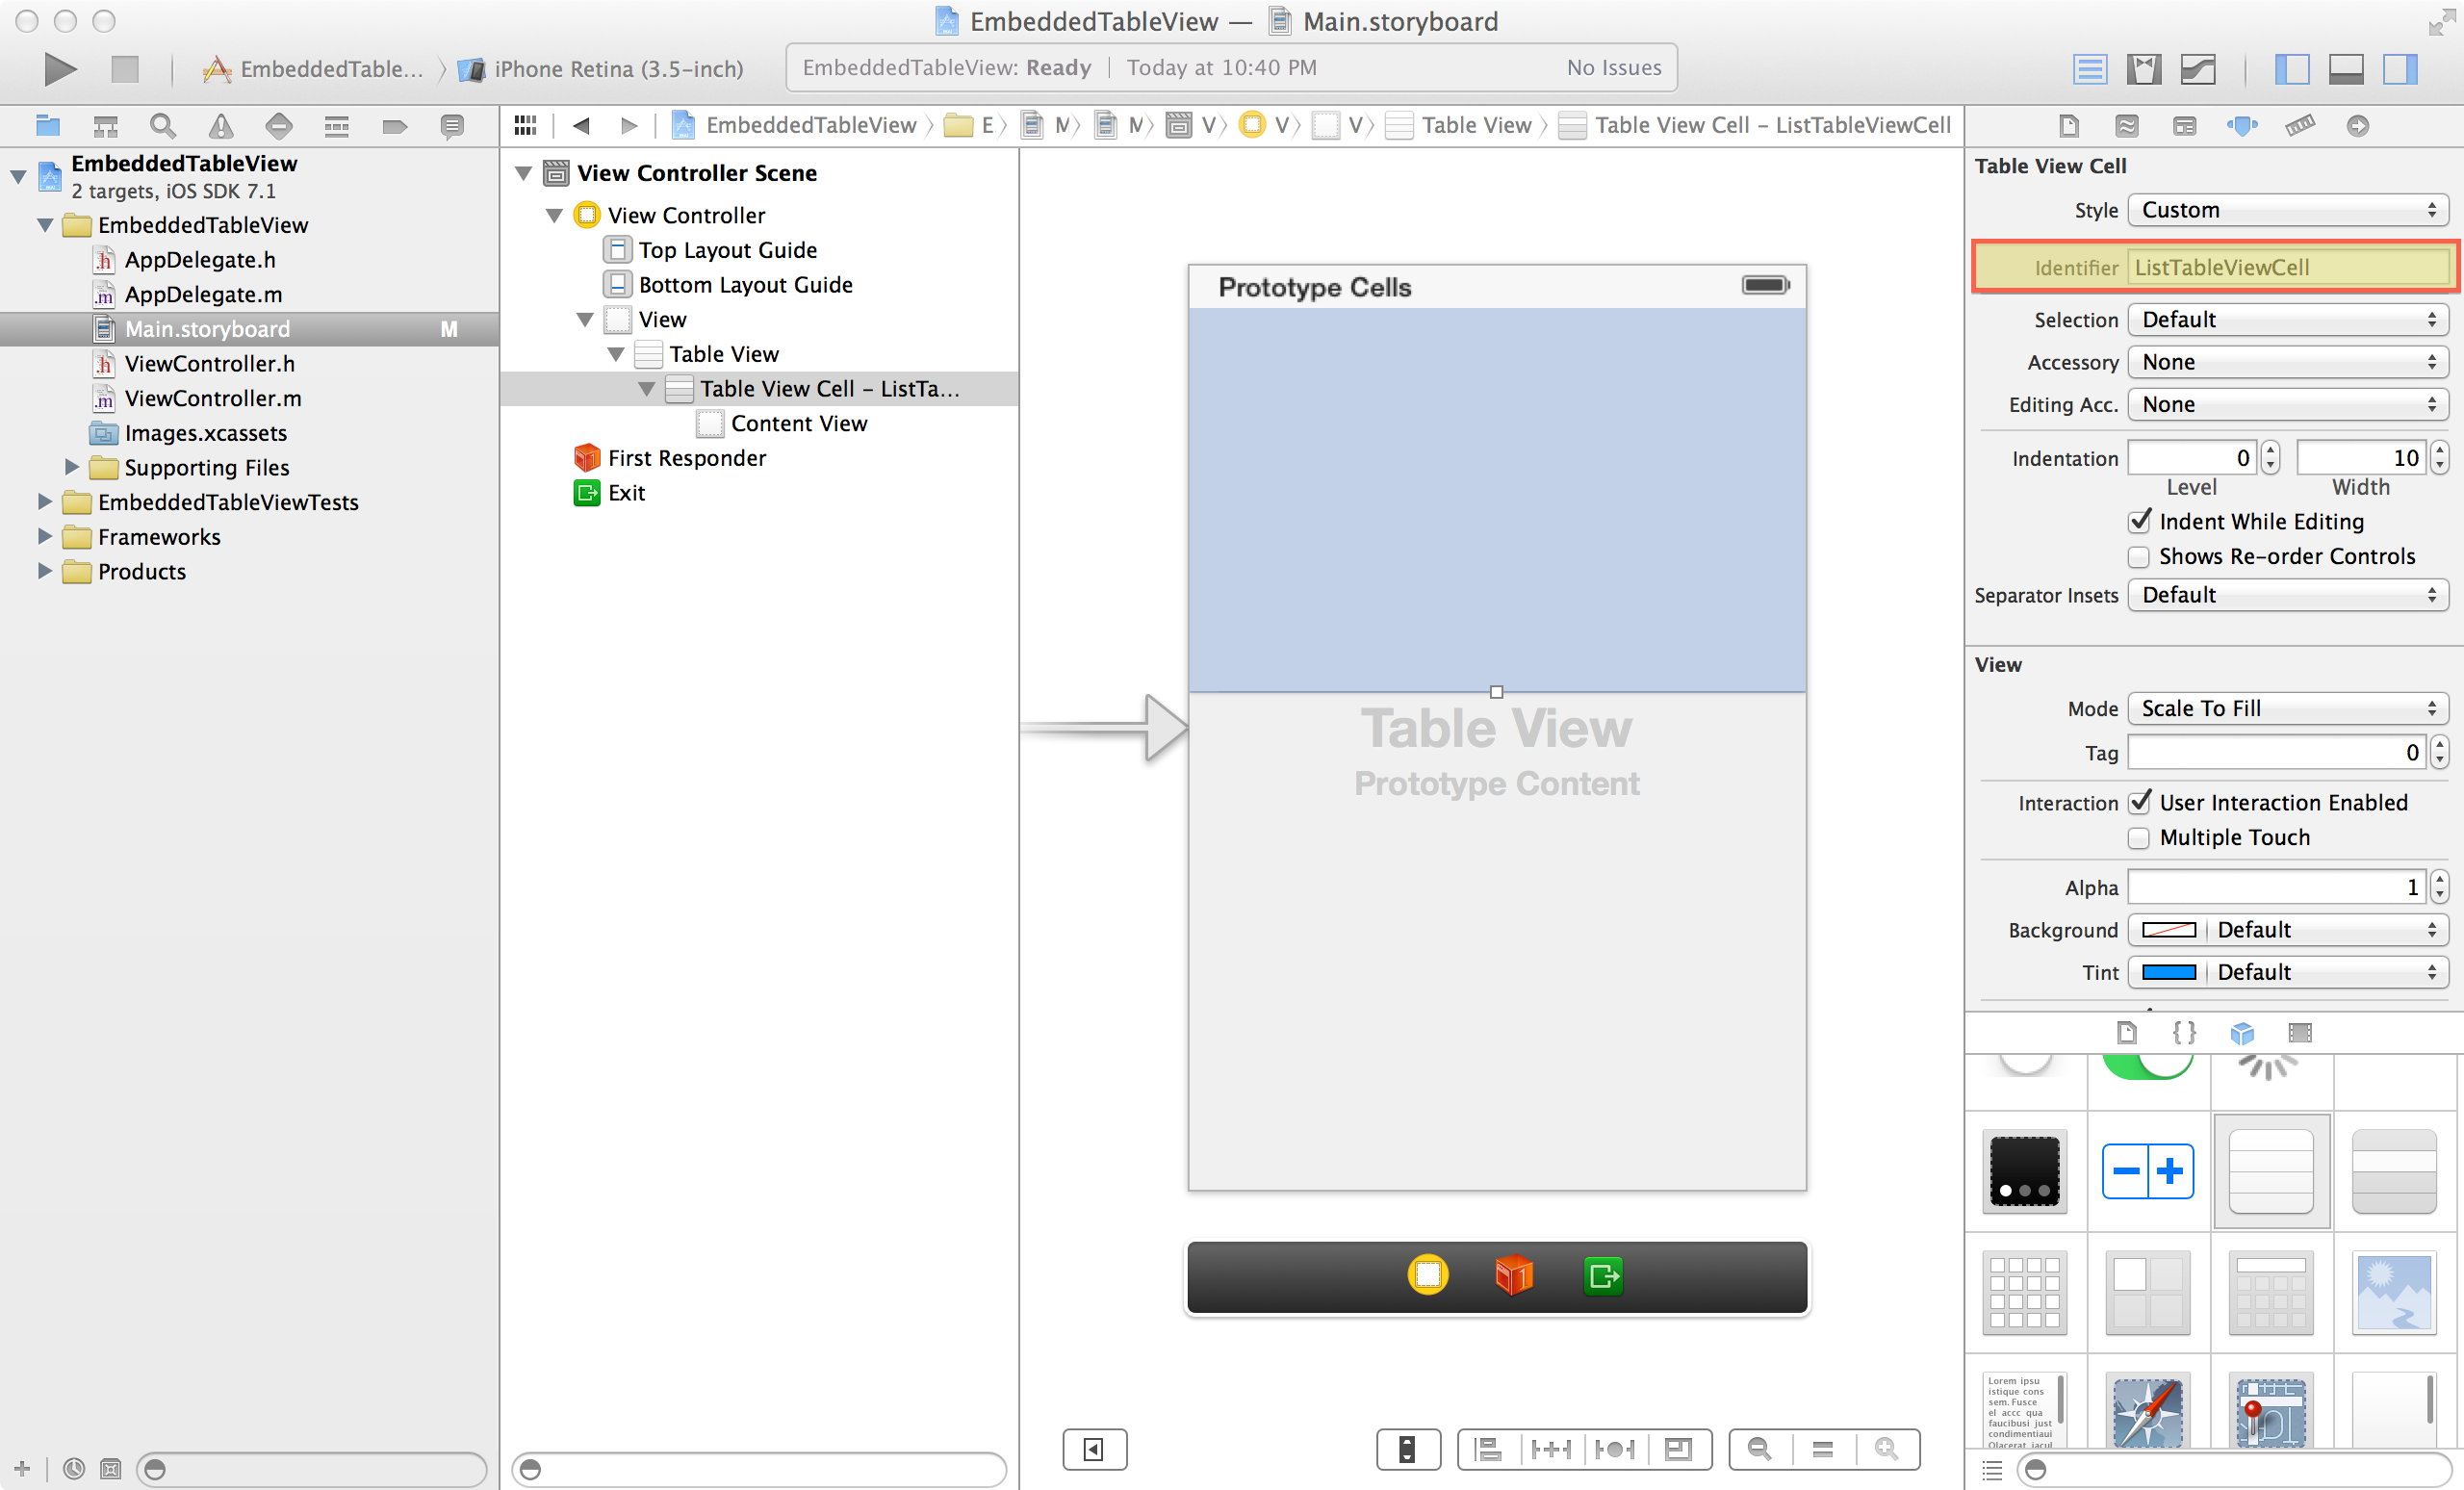 EmbeddedTableView — Main.storyboard
EmbeddedTable... iPhone Retina (3.5-inch)
EmbeddedTableView: Ready | Today at 10:40 PM No Issues
EmbeddedTableView E M M V V V Table View Table View Cell – ListTableViewCell
EmbeddedTableView
2 targets, iOS SDK 7.1
EmbeddedTableView
AppDelegate.h
AppDelegate.m
Main.storyboard M
ViewController.h
ViewController.m
Images.xcassets
Supporting Files
EmbeddedTableViewTests
Frameworks
Products
View Controller Scene
View Controller
Top Layout Guide
Bottom Layout Guide
View
Table View
Table View Cell – ListTa...
Content View
First Responder
Exit
Prototype Cells
Table View
Prototype Content
Table View Cell
Style Custom
Identifier ListTableViewCell
Selection Default
Accessory None
Editing Acc. None
Indentation 0 10
Level Width
Indent While Editing
Shows Re-order Controls
Separator Insets Default
View
Mode Scale To Fill
Tag 0
Interaction User Interaction Enabled
Multiple Touch
Alpha 1
Background Default
Tint Default
Lorem ipsu
istique cons
sem. Fusce
el accc qua
faucibusi just
condimentiaui